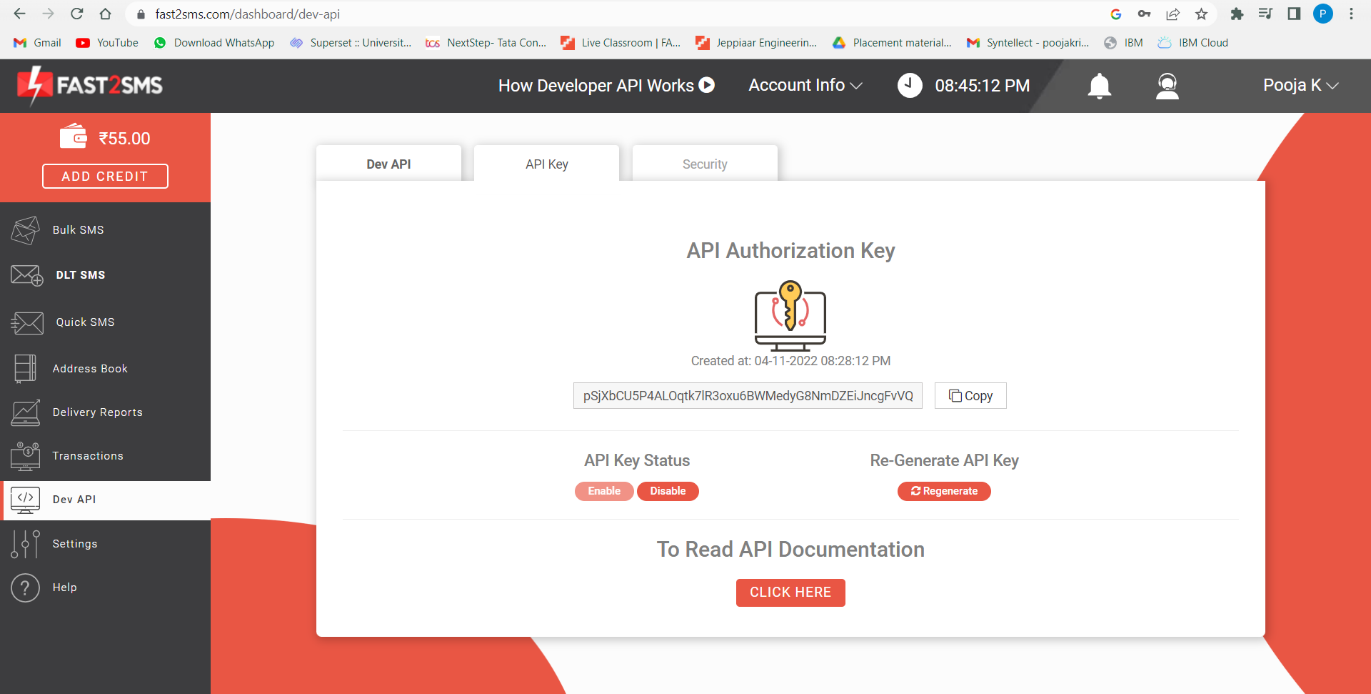 fast2sms.com/dashboard/dev-api
Gmail YouTube Download WhatsApp Superset :: Universit... NextStep- Tata Con... Live Classroom | FA... Jeppiaar Engineerin... Placement material... Syntellect - poojakri... IBM IBM Cloud
FAST2SMS How Developer API Works Account Info 08:45:12 PM Pooja K
₹55.00
ADD CREDIT
Bulk SMS
DLT SMS
Quick SMS
Address Book
Delivery Reports
Transactions
Dev API
Settings
Help
Dev API API Key Security
API Authorization Key
Created at: 04-11-2022 08:28:12 PM
pSjXbCU5P4ALOqtk7lR3oxu6BWMedyG8NmDZEiJncgFvVQ Copy
API Key Status Re-Generate API Key
Enable Disable Regenerate
To Read API Documentation
CLICK HERE